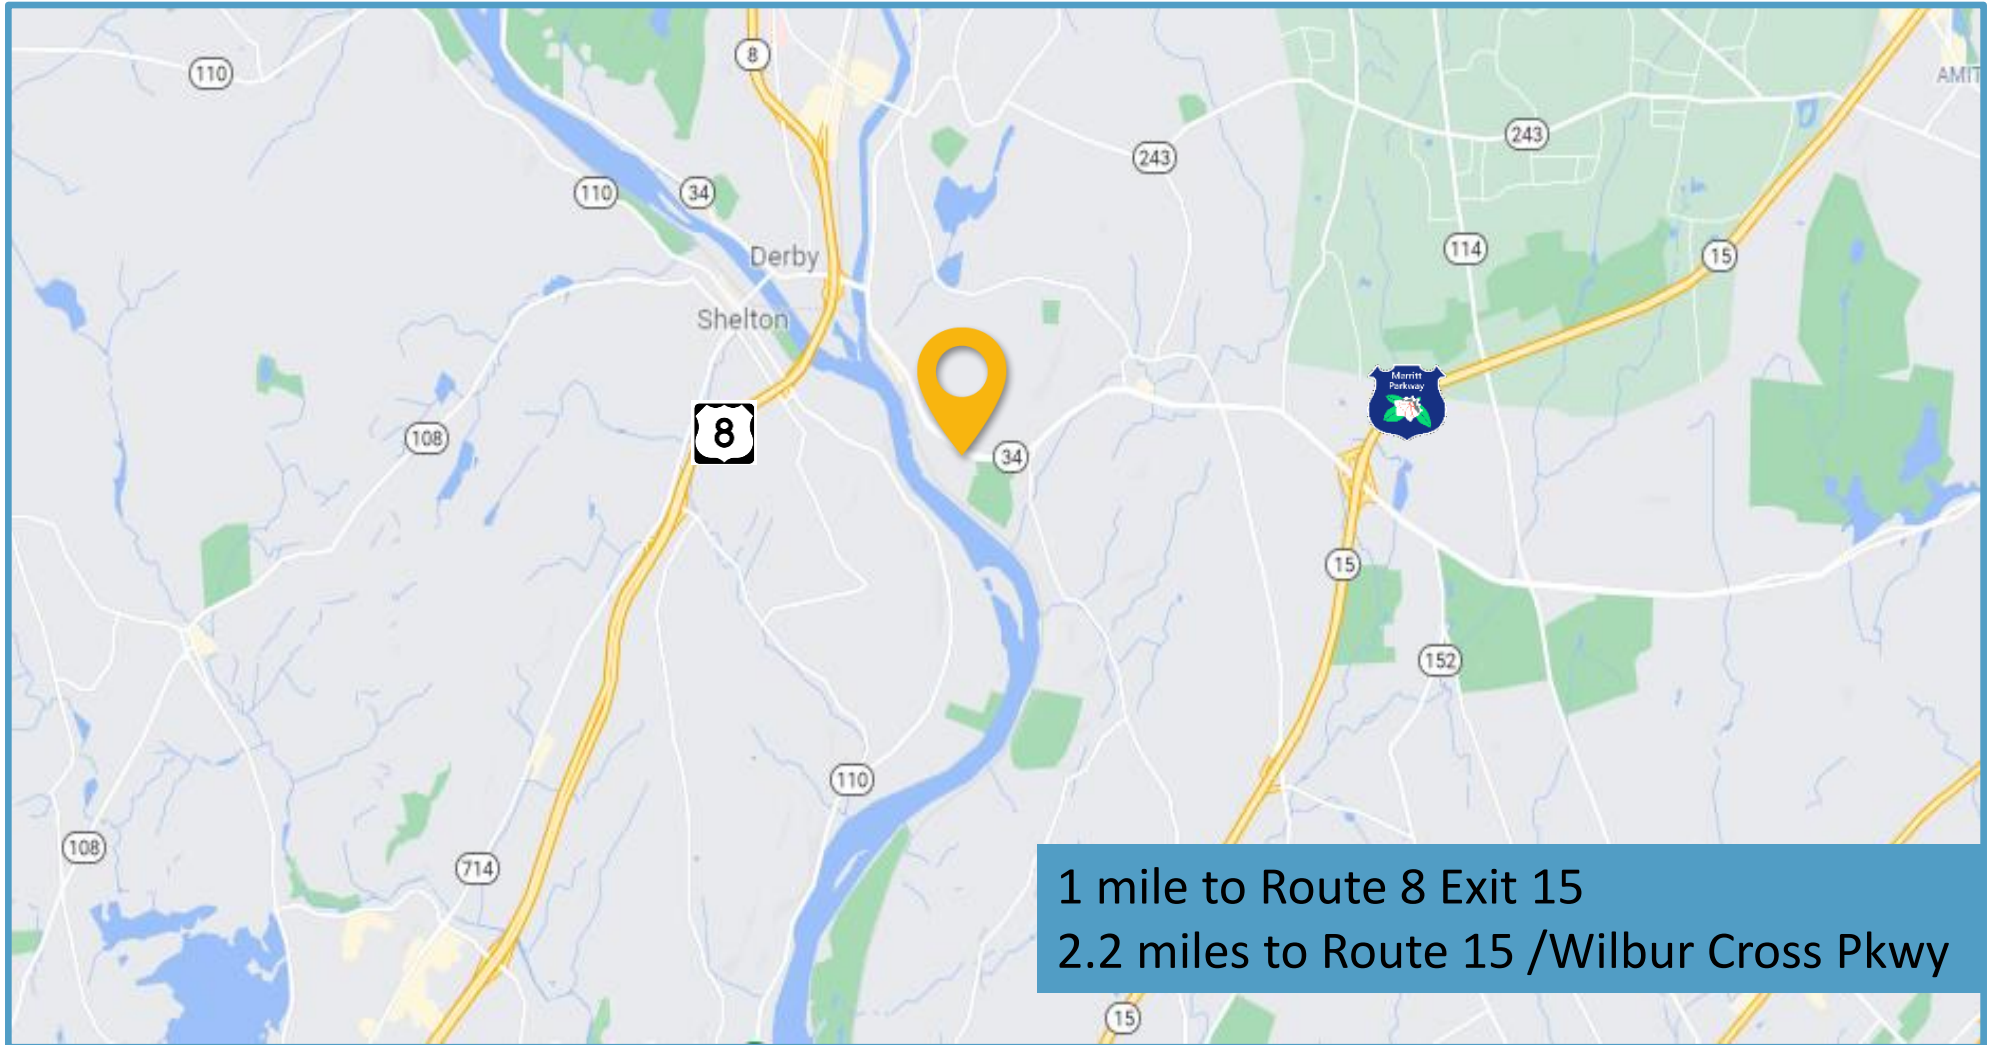 8
110
AMIT
243
243
110
34
114
Derby
15
Shelton
Merritt
Parkway
8
108
34
15
152
110
108
714
1 mile to Route 8 Exit 15
2.2 miles to Route 15 /Wilbur Cross Pkwy
15